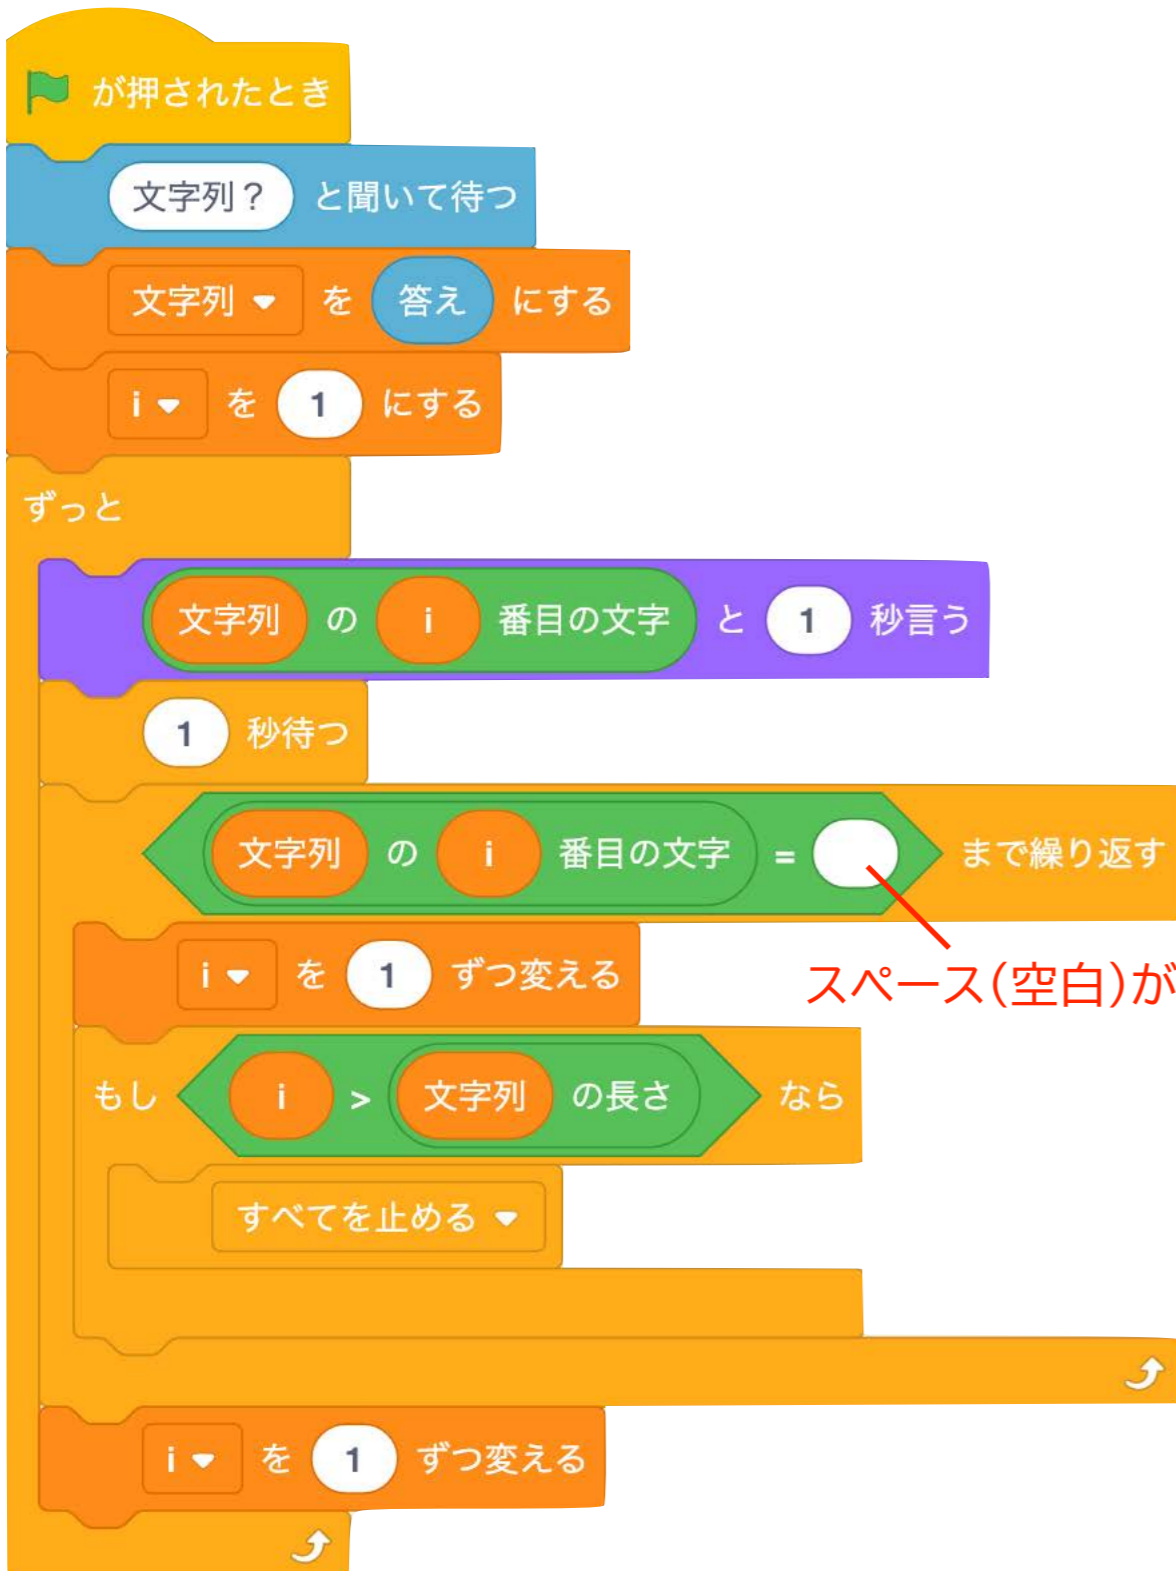 が押されたとき
文字列？ と聞いて待つ
文字列 を 答え にする
i を 1 にする
ずっと
文字列 の i 番目の文字 と 1 秒言う
1 秒待つ
文字列 の i 番目の文字 = まで繰り返す
i を 1 ずつ変える
スペース(空白)が
もし i > 文字列 の長さ なら
すべてを止める
i を 1 ずつ変える